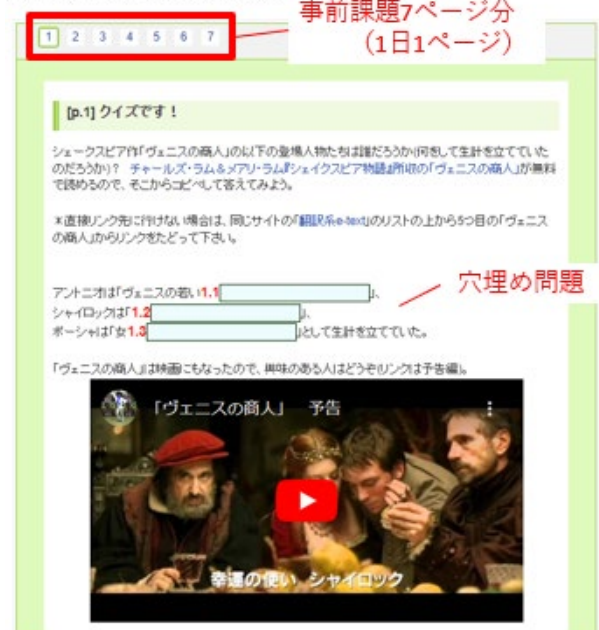 事前課題7ページ分
(1日1ページ)
1 2 3 4 5 6 7
[p.1] クイズです！
シェークスピア作「ヴェニスの商人」の以下の登場人物たちは誰だろうか(何をして生計を立てていた
のだろうか)？ チャールズ・ラム＆メアリ・ラム『シェイクスピア物語』所収の「ヴェニスの商人」が無料
で読めるので、そこからコピペして答えてみよう。
＊直接リンク先に行けない場合は、同じサイトの「翻訳系e-text」のリストの上から5つ目の「ヴェニス
の商人」からリンクをたどって下さい。
アントニオは「ヴェニスの若い1.1」、
シャイロックは「1.2」、
ポーシャは「女1.3」として生計を立てていた。
穴埋め問題
「ヴェニスの商人」は映画にもなったので、興味のある人はどうぞ(リンクは予告編)。
「ヴェニスの商人」 予告
幸運の使い シャイロック